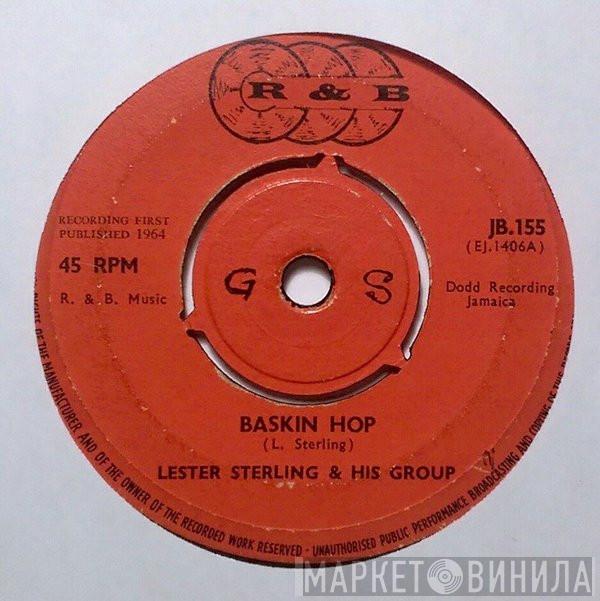 R & B
RECORDING FIRST
PUBLISHED 1964
45 RPM
R. & B. Music
JB.155
(EJ.1406A)
Dodd Recording
Jamaica
G S
BASKIN HOP
(L. Sterling)
LESTER STERLING & HIS GROUP
OF THE MANUFACTURER AND OF THE OWNER OF THE RECORDED WORK RESERVED - UNAUTHORISED PUBLIC PERFORMANCE BROADCASTING AND COPYING OF THIS
МАРКЕТ ВИНИЛА